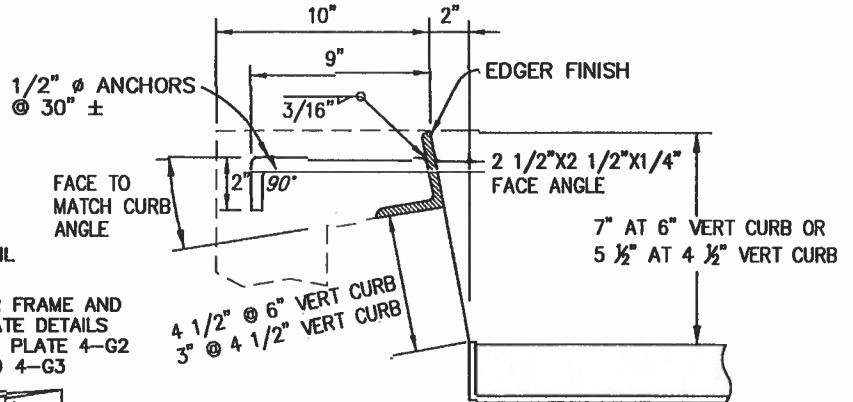 10"
2"
9"
1/2" ø ANCHORS
@ 30" ±
EDGER FINISH
3/16"
2 1/2"X2 1/2"X1/4"
FACE ANGLE
FACE TO
MATCH CURB
ANGLE
2"
90°
7" AT 6" VERT CURB OR
5 ½" AT 4 ½" VERT CURB
FRAME AND
DETAILS
PLATE 4-G2
4-G3
4 1/2" @ 6" VERT CURB
3" @ 4 1/2" VERT CURB